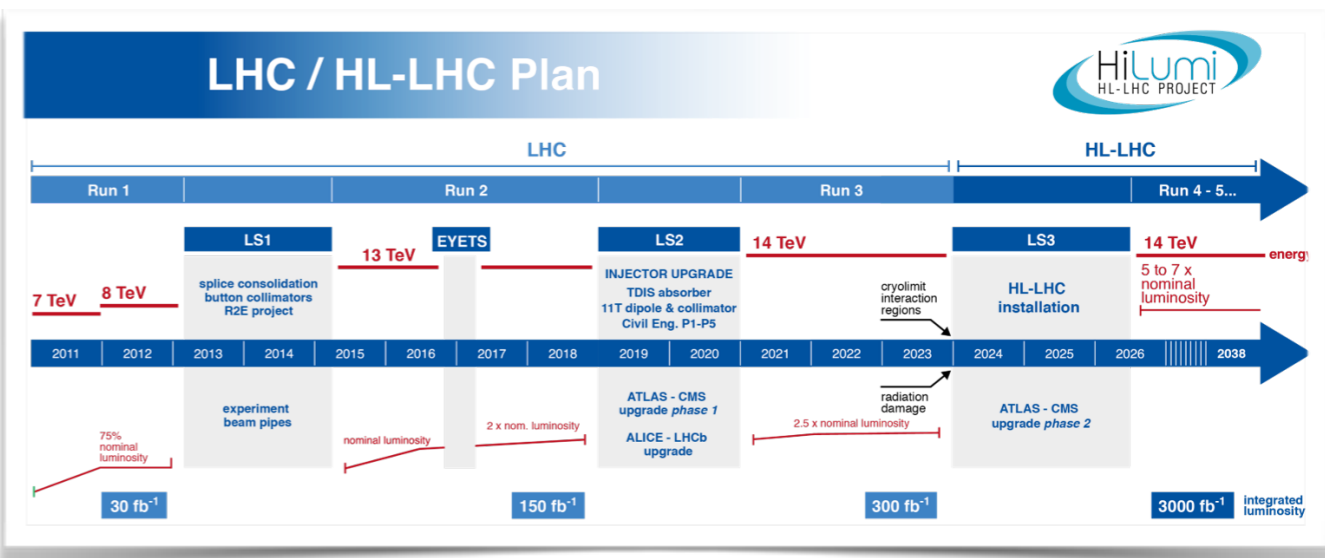 LHC / HL-LHC Plan
HiLumi
HL-LHC PROJECT
LHC
HL-LHC
Run 1
Run 2
Run 3
Run 4 - 5...
LS1
EYETS
LS2
LS3
13 TeV
14 TeV
14 TeV
energy
7 TeV
8 TeV
splice consolidation
button collimators
R2E project
INJECTOR UPGRADE
TDIS absorber
11T dipole & collimator
Civil Eng. P1-P5
cryolimit
interaction
regions
HL-LHC
installation
5 to 7 x
nominal
luminosity
2011
2012
2013
2014
2015
2016
2017
2018
2019
2020
2021
2022
2023
2024
2025
2026
2038
75%
nominal
luminosity
experiment
beam pipes
nominal luminosity
2 x nom. luminosity
ATLAS - CMS
upgrade phase 1
ALICE - LHCb
upgrade
2.5 x nominal luminosity
radiation
damage
ATLAS - CMS
upgrade phase 2
30 fb⁻¹
150 fb⁻¹
300 fb⁻¹
3000 fb⁻¹
integrated
luminosity